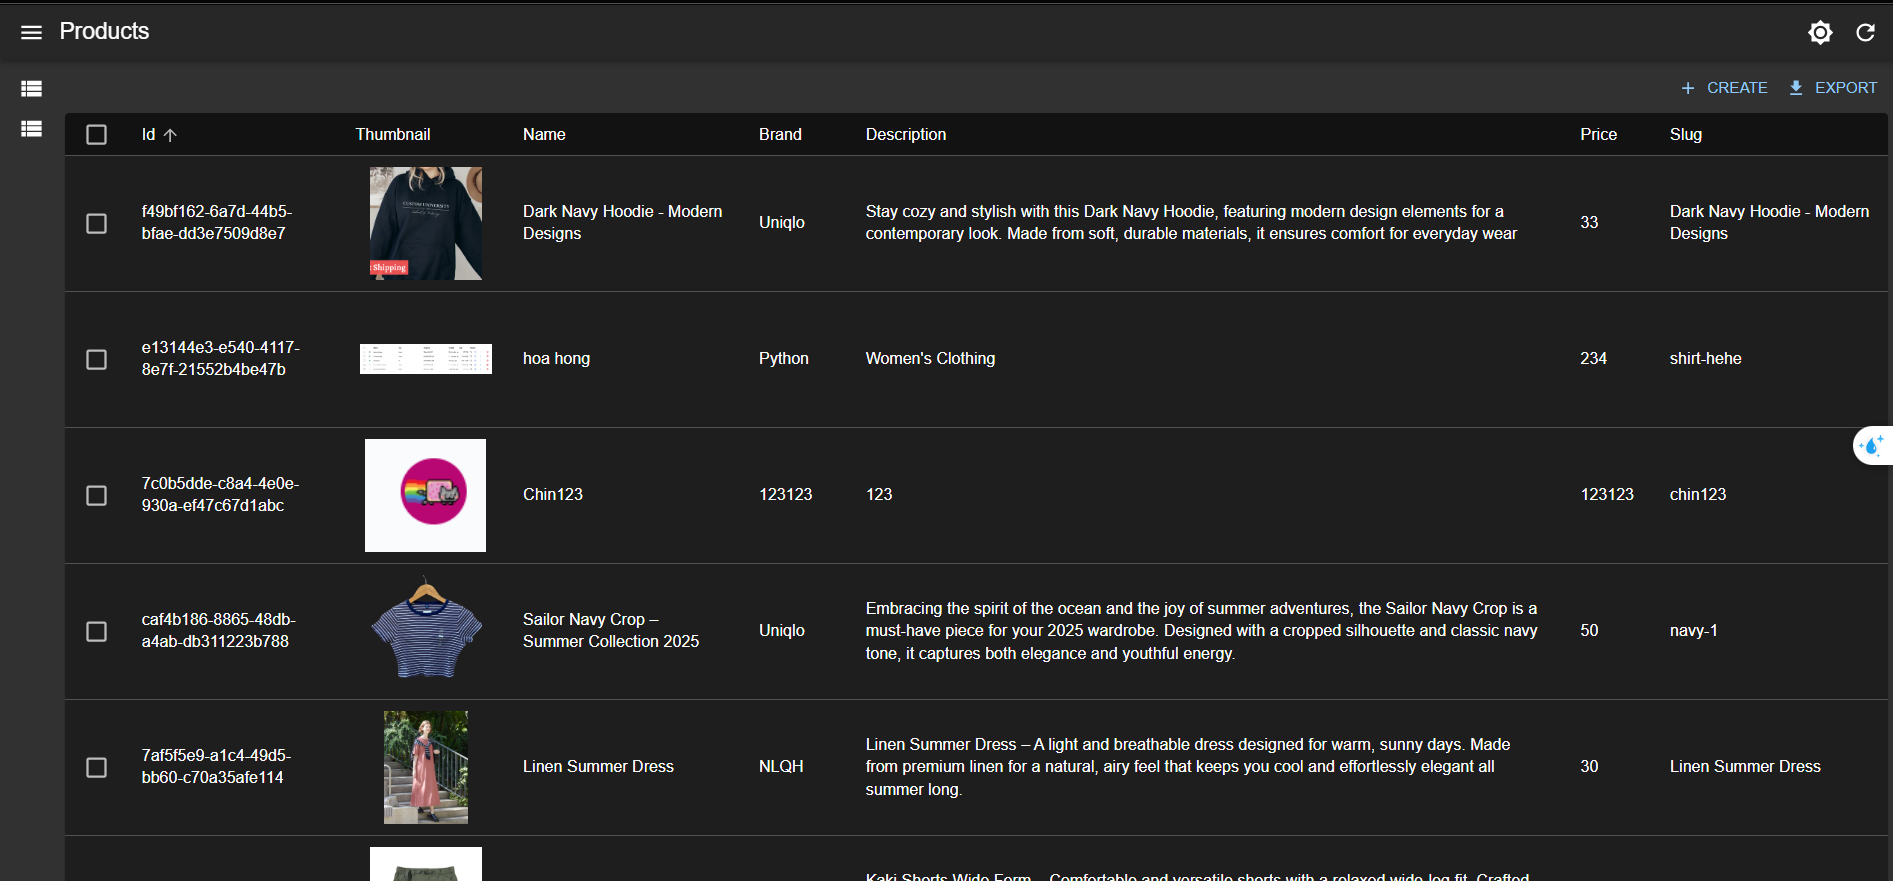 Products
CREATE
EXPORT
Id
Thumbnail
Name
Brand
Description
Price
Slug
f49bf162-6a7d-44b5-
bfae-dd3e7509d8e7
CUSTOM UNIVERSITY
Shipping
Dark Navy Hoodie - Modern
Designs
Uniqlo
Stay cozy and stylish with this Dark Navy Hoodie, featuring modern design elements for a
contemporary look. Made from soft, durable materials, it ensures comfort for everyday wear
33
Dark Navy Hoodie - Modern
Designs
e13144e3-e540-4117-
8e7f-21552b4be47b
hoa hong
Python
Women's Clothing
234
shirt-hehe
7c0b5dde-c8a4-4e0e-
930a-ef47c67d1abc
Chin123
123123
123
123123
chin123
caf4b186-8865-48db-
a4ab-db311223b788
Sailor Navy Crop –
Summer Collection 2025
Uniqlo
Embracing the spirit of the ocean and the joy of summer adventures, the Sailor Navy Crop is a
must-have piece for your 2025 wardrobe. Designed with a cropped silhouette and classic navy
tone, it captures both elegance and youthful energy.
50
navy-1
7af5f5e9-a1c4-49d5-
bb60-c70a35afe114
Linen Summer Dress
NLQH
Linen Summer Dress – A light and breathable dress designed for warm, sunny days. Made
from premium linen for a natural, airy feel that keeps you cool and effortlessly elegant all
summer long.
30
Linen Summer Dress
Kaki Shorts Wide Form – Comfortable and versatile shorts with a relaxed wide-leg fit. Crafted